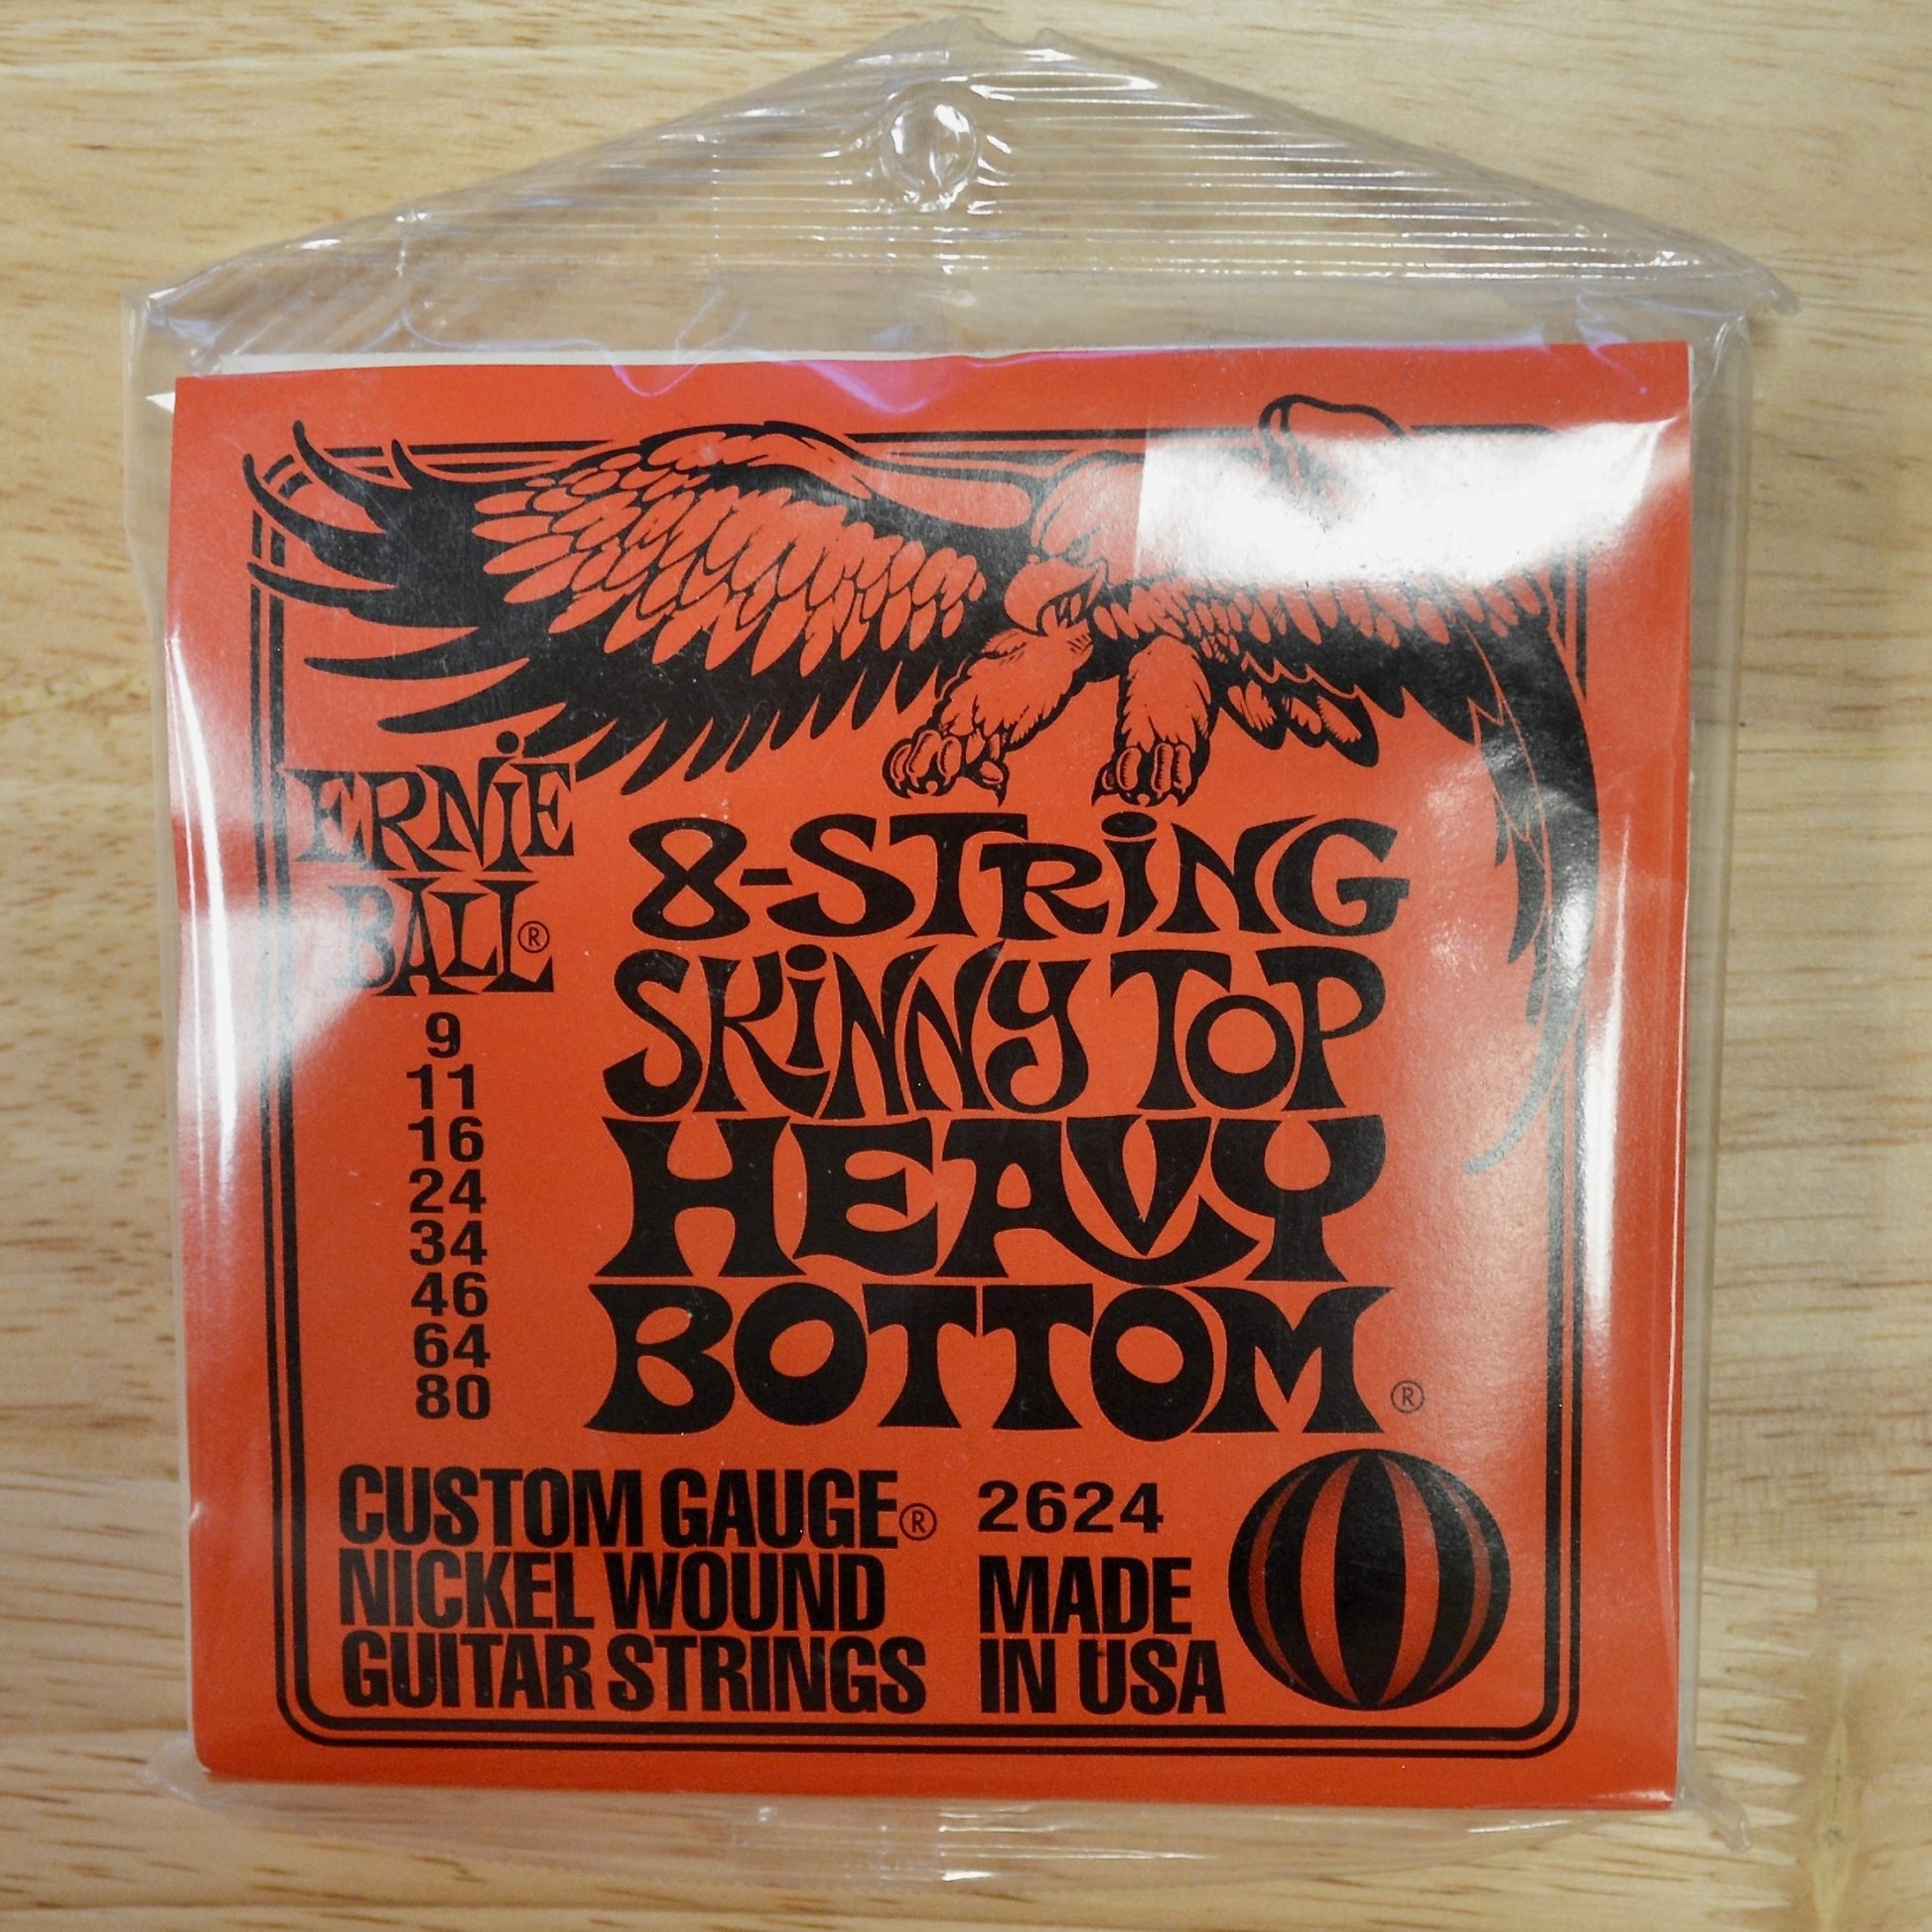 ERNiE
BALL®
8-STRiNG
SKiNNY TOP
HEAVY
BOTTOM®
9
11
16
24
34
46
64
80
CUSTOM GAUGE®
NICKEL WOUND
GUITAR STRINGS
2624
MADE
IN USA